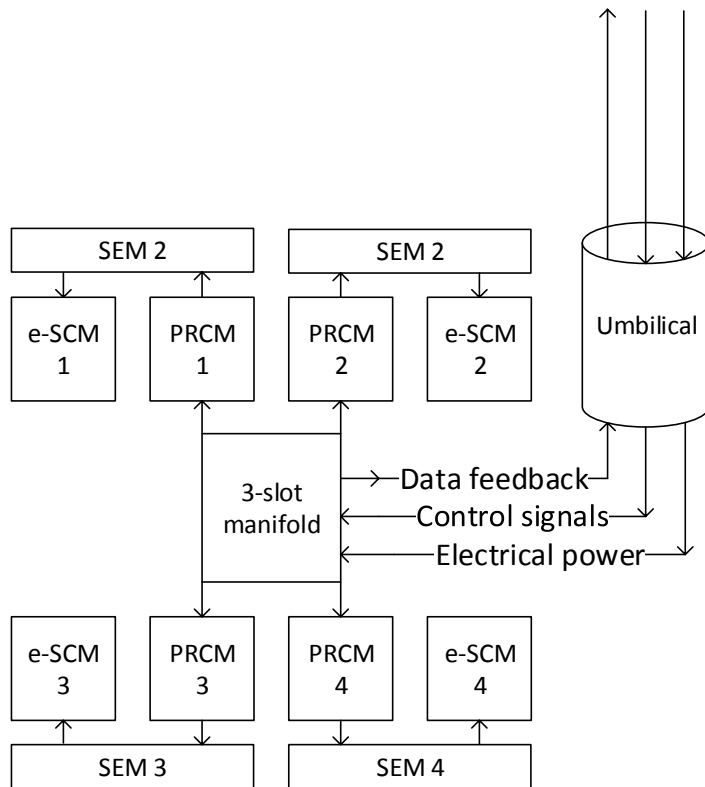 SEM 2
SEM 2
e-SCM
1
PRCM
1
PRCM
2
e-SCM
2
Umbilical
3-slot
manifold
Data feedback
Control signals
Electrical power
e-SCM
3
PRCM
3
PRCM
4
e-SCM
4
SEM 3
SEM 4